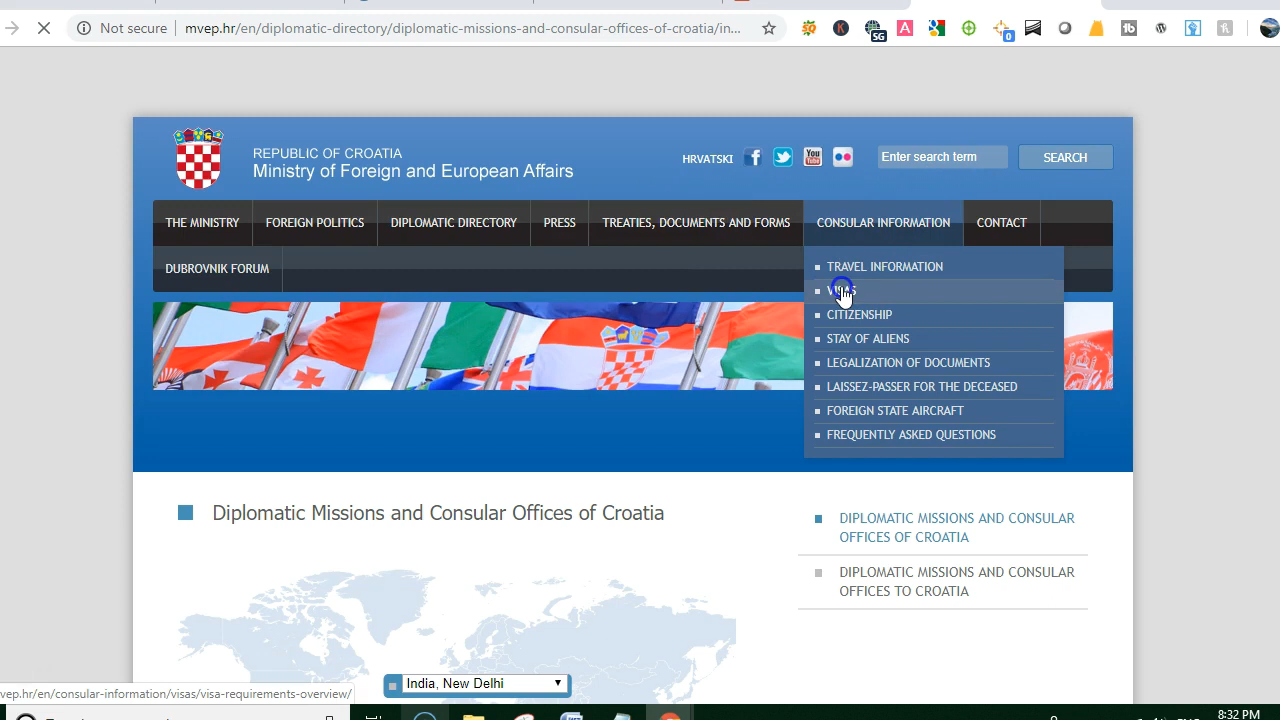 Not secure
mvep.hr/en/diplomatic-directory/diplomatic-missions-and-consular-offices-of-croatia/in...
SG
0
REPUBLIC OF CROATIA
Ministry of Foreign and European Affairs
HRVATSKI
You
Enter search term
SEARCH
THE MINISTRY
FOREIGN POLITICS
DIPLOMATIC DIRECTORY
PRESS
TREATIES, DOCUMENTS AND FORMS
CONSULAR INFORMATION
CONTACT
DUBROVNIK FORUM
TRAVEL INFORMATION
VISAS
CITIZENSHIP
STAY OF ALIENS
LEGALIZATION OF DOCUMENTS
LAISSEZ-PASSER FOR THE DECEASED
FOREIGN STATE AIRCRAFT
FREQUENTLY ASKED QUESTIONS
Diplomatic Missions and Consular Offices of Croatia
DIPLOMATIC MISSIONS AND CONSULAR
OFFICES OF CROATIA
DIPLOMATIC MISSIONS AND CONSULAR
OFFICES TO CROATIA
India, New Delhi
vep.hr/en/consular-information/visas/visa-requirements-overview/
8:32 PM